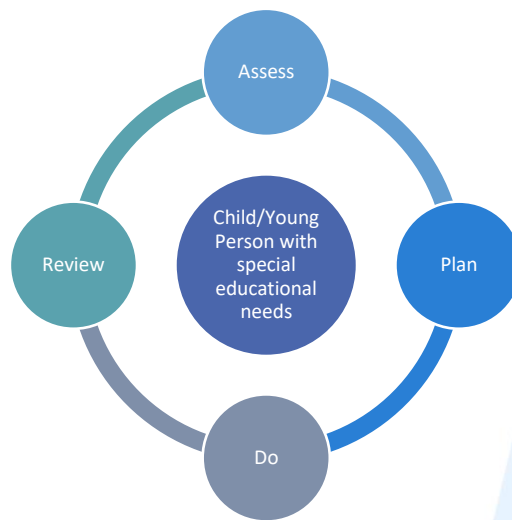 Assess
Child/Young
Person with
special
educational
needs
Review
Plan
Do